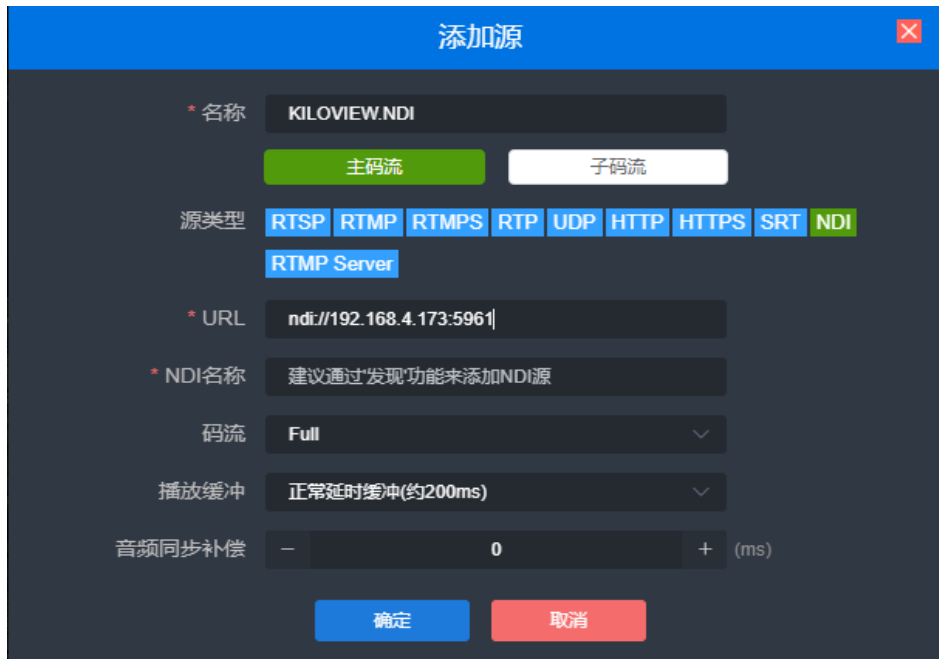 添加源
* 名称 KILOVIEW.NDI
主码流 子码流
源类型 RTSP RTMP RTMPS RTP UDP HTTP HTTPS SRT NDI
RTMP Server
* URL ndi://192.168.4.173:5961
* NDI名称 建议通过'发现'功能来添加NDI源
码流 Full
播放缓冲 正常延时缓冲(约200ms)
音频同步补偿 − 0 + (ms)
确定 取消